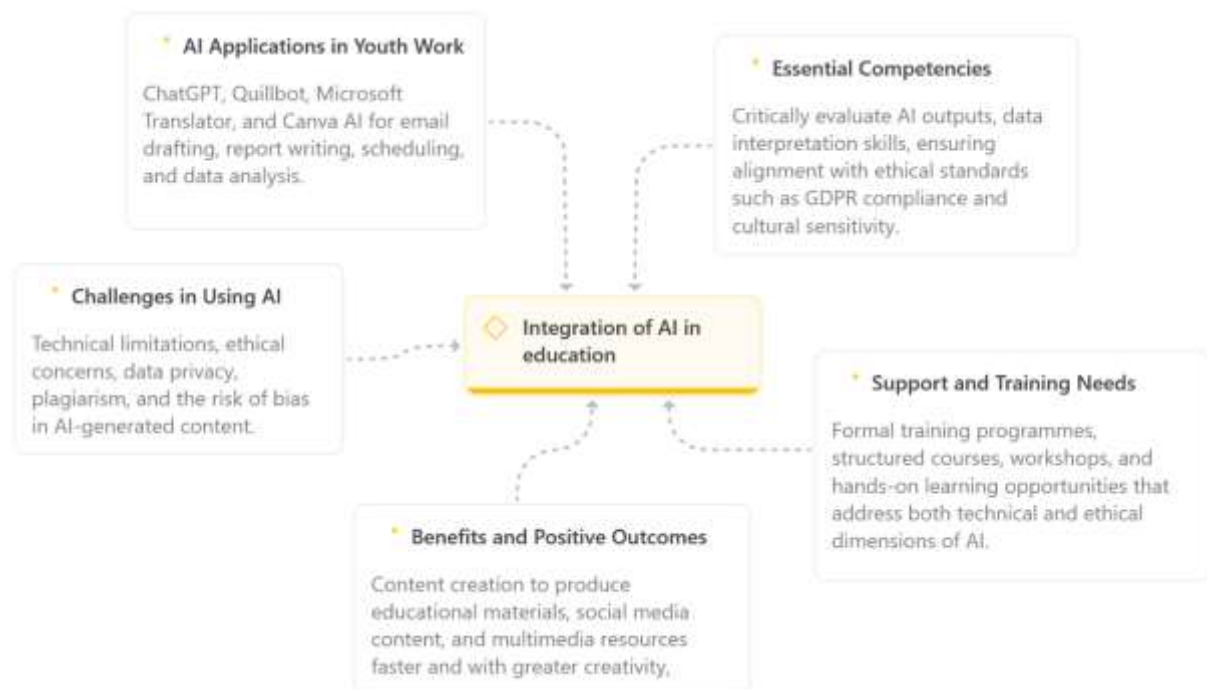 AI Applications in Youth Work
ChatGPT, Quillbot, Microsoft
Translator, and Canva AI for email
drafting, report writing, scheduling,
and data analysis.
Essential Competencies
Critically evaluate AI outputs, data
interpretation skills, ensuring
alignment with ethical standards
such as GDPR compliance and
cultural sensitivity.
Challenges in Using AI
Technical limitations, ethical
concerns, data privacy,
plagiarism, and the risk of bias
in AI-generated content.
Integration of AI in
education
Support and Training Needs
Formal training programmes,
structured courses, workshops, and
hands-on learning opportunities that
address both technical and ethical
dimensions of AI.
Benefits and Positive Outcomes
Content creation to produce
educational materials, social media
content, and multimedia resources
faster and with greater creativity,